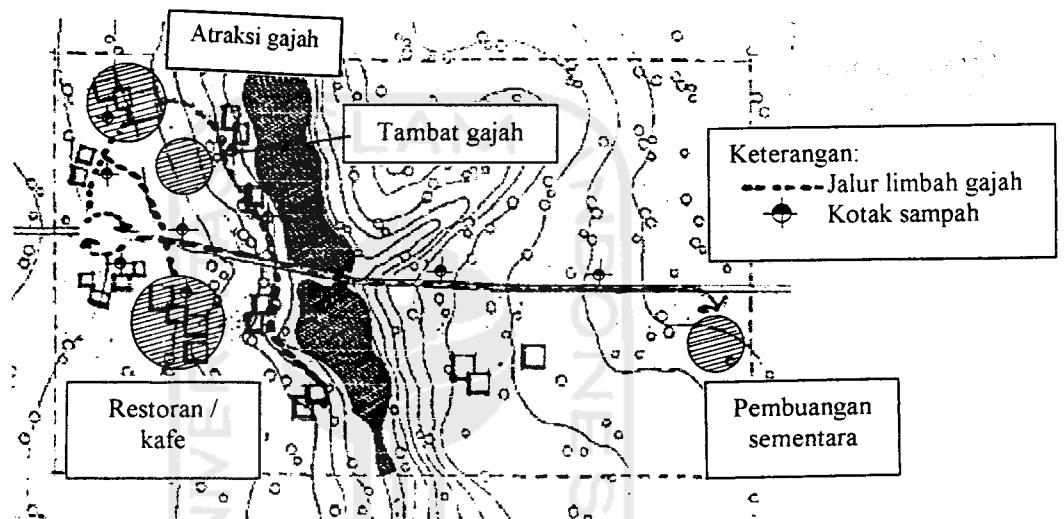 Atraksi gajah
Tambat gajah
Keterangan:
Jalur limbah gajah
Kotak sampah
Restoran /
kafe
Pembuangan
sementara